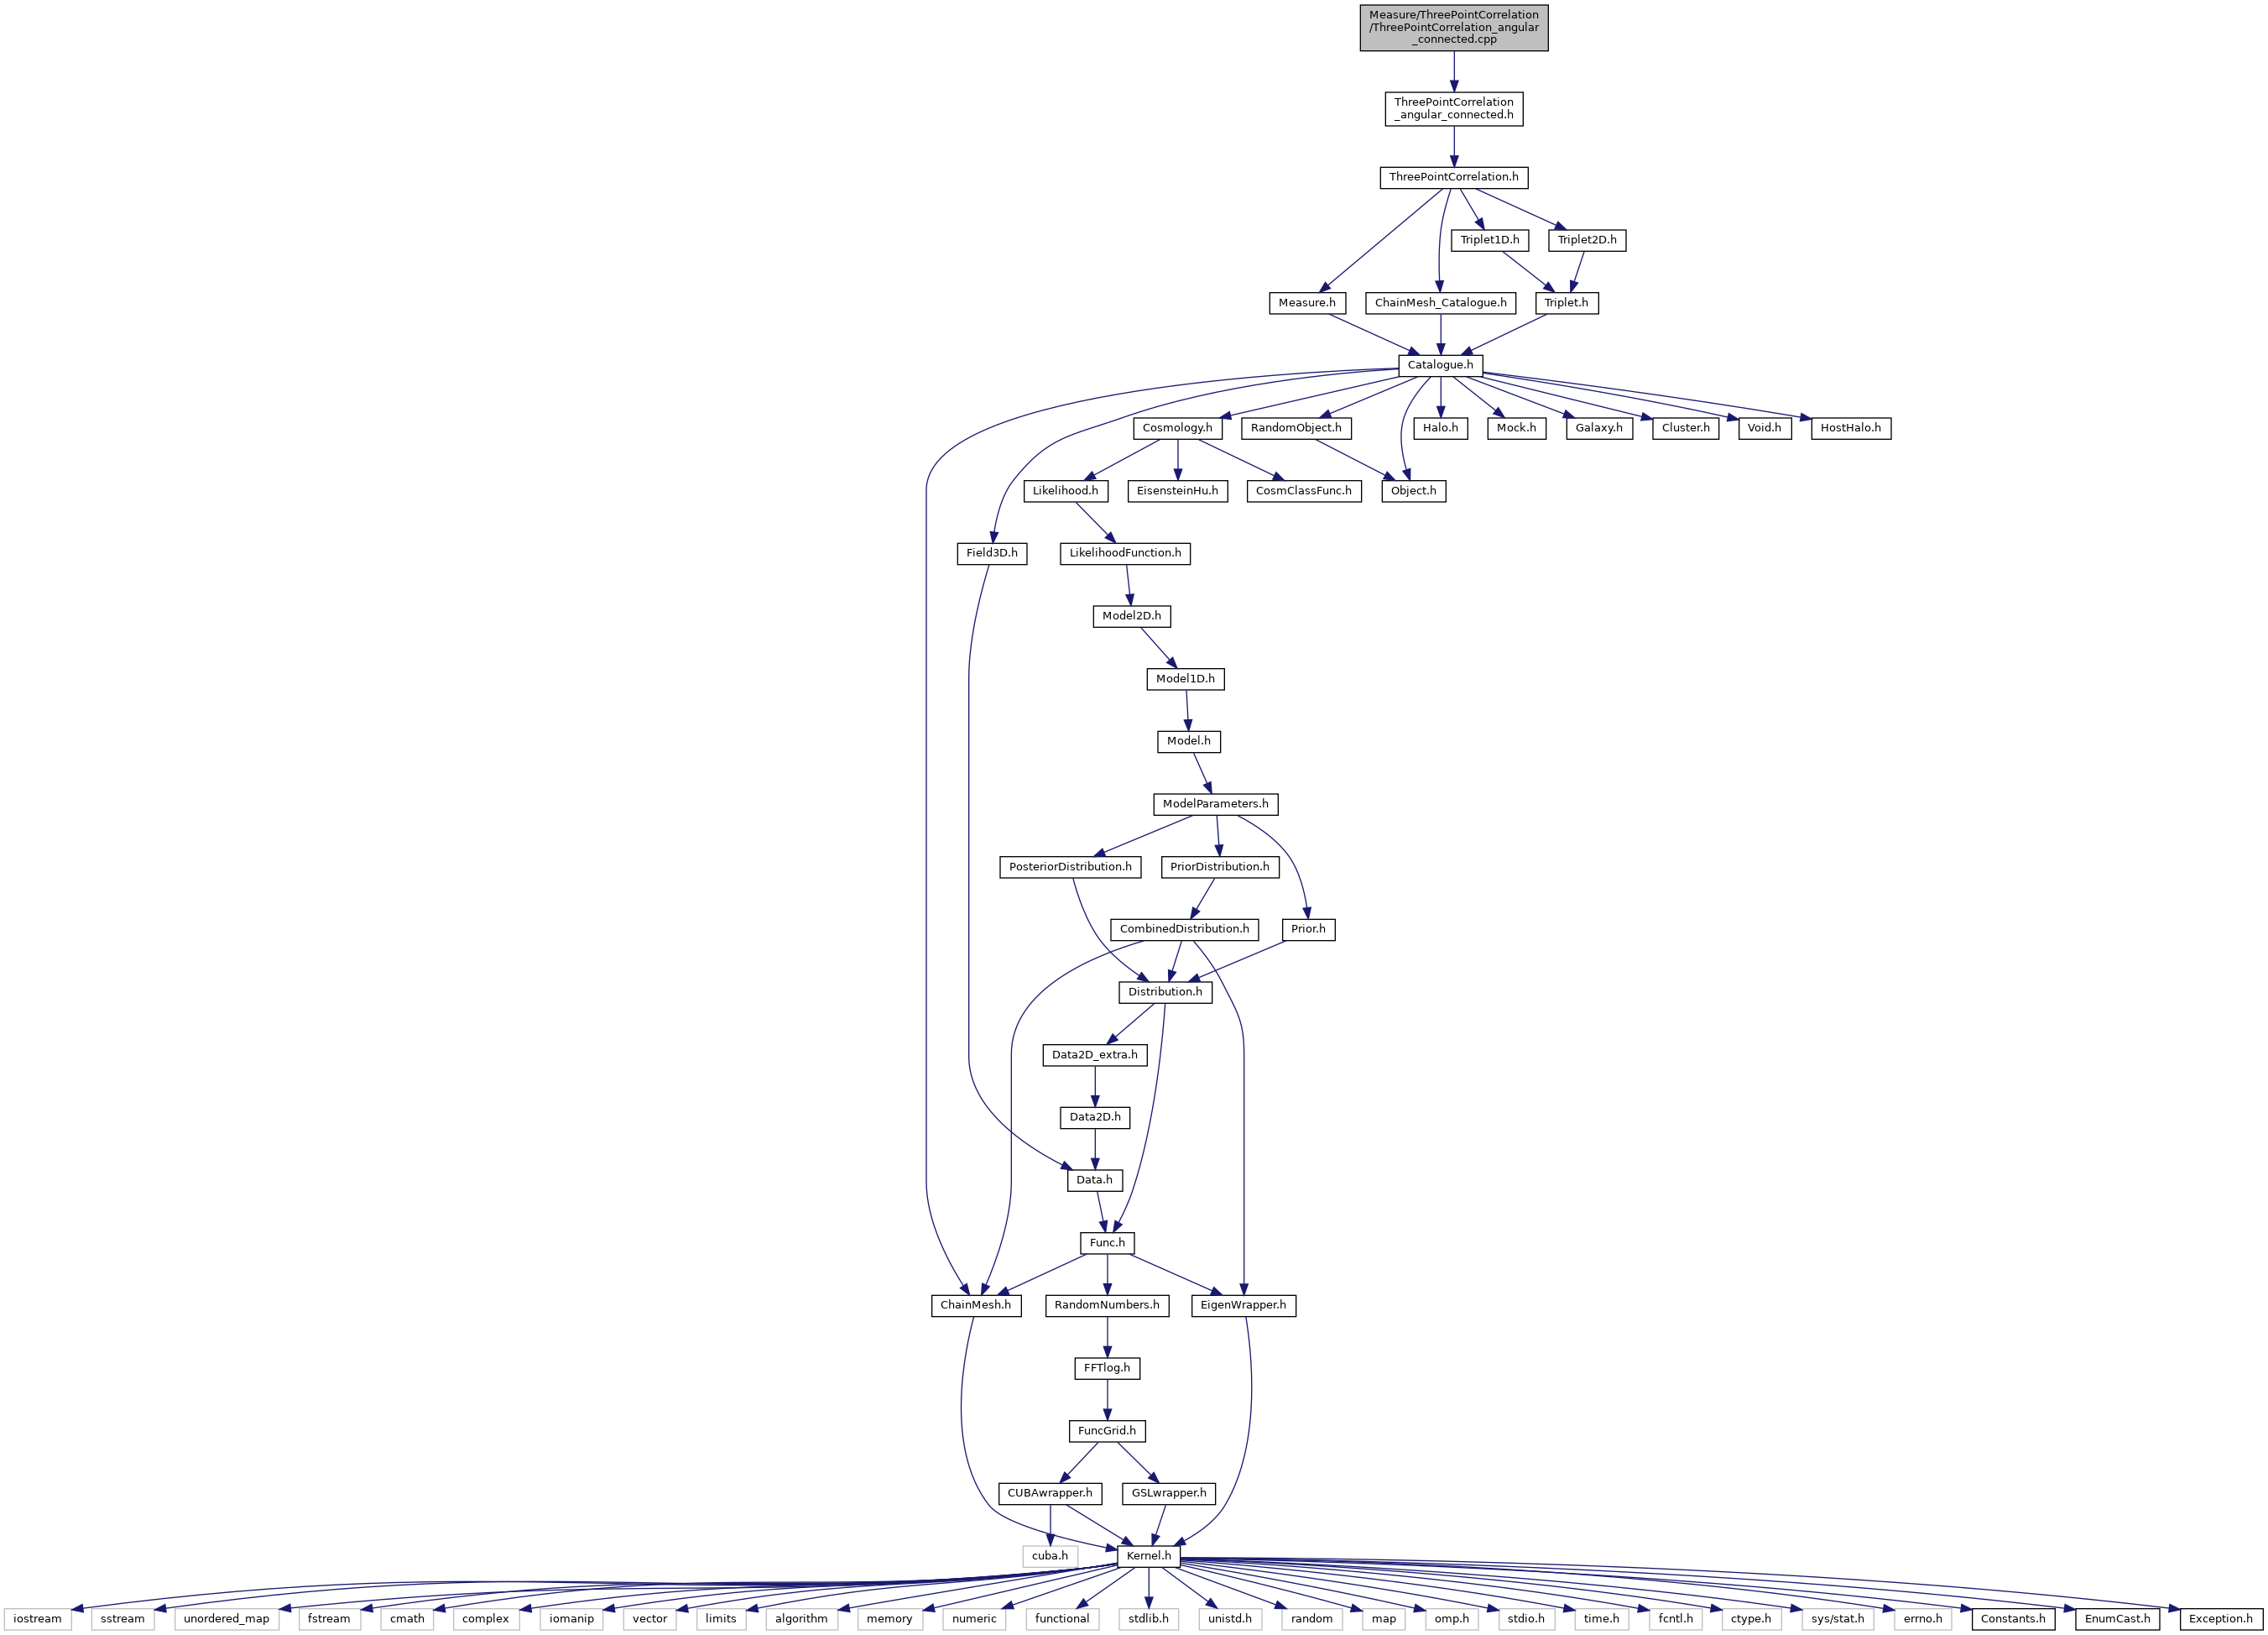 Measure/ThreePointCorrelation
/ThreePointCorrelation_angular
_connected.cpp
ThreePointCorrelation
_angular_connected.h
ThreePointCorrelation.h
Triplet1D.h
Triplet2D.h
Measure.h
ChainMesh_Catalogue.h
Triplet.h
Catalogue.h
Cosmology.h
RandomObject.h
Halo.h
Mock.h
Galaxy.h
Cluster.h
Void.h
HostHalo.h
Likelihood.h
EisensteinHu.h
CosmClassFunc.h
Object.h
Field3D.h
LikelihoodFunction.h
Model2D.h
Model1D.h
Model.h
ModelParameters.h
PosteriorDistribution.h
PriorDistribution.h
CombinedDistribution.h
Prior.h
Distribution.h
Data2D_extra.h
Data2D.h
Data.h
Func.h
ChainMesh.h
RandomNumbers.h
EigenWrapper.h
FFTlog.h
FuncGrid.h
CUBAwrapper.h
GSLwrapper.h
cuba.h
Kernel.h
iostream
sstream
unordered_map
fstream
cmath
complex
iomanip
vector
limits
algorithm
memory
numeric
functional
stdlib.h
unistd.h
random
map
omp.h
stdio.h
time.h
fcntl.h
ctype.h
sys/stat.h
errno.h
Constants.h
EnumCast.h
Exception.h